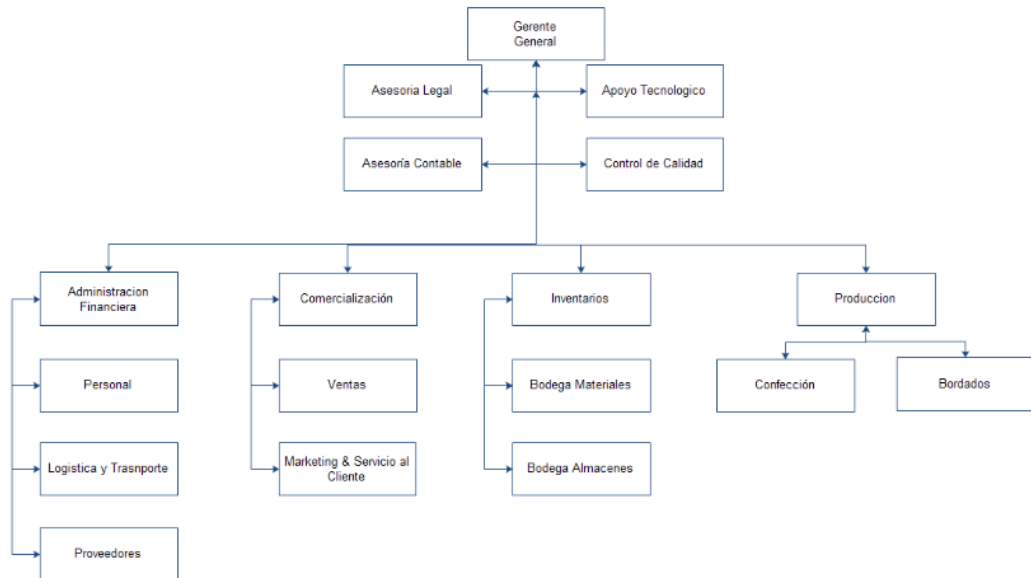 Gerente
General
Asesoria Legal
Apoyo Tecnologico
Asesoría Contable
Control de Calidad
Administracion
Financiera
Comercialización
Inventarios
Produccion
Personal
Ventas
Bodega Materiales
Confección
Bordados
Logistica y Trasnporte
Marketing & Servicio al
Cliente
Bodega Almacenes
Proveedores